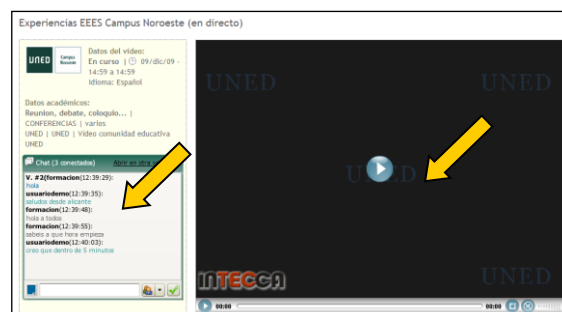 Experiencias EEES Campus Noroeste (en directo)
UNED
Campus
Noroeste
Datos del vídeo:
En curso | 09/dic/09 -
14:59 a 14:59
Idioma: Español
Datos académicos:
Reunion, debate, coloquio... |
CONFERENCIAS | varios
UNED | UNED | Vídeo comunidad educativa
UNED
Chat (3 conectados) Abrir en otra
V. #2(formacion(12:39:29):
hola
usuariodemo(12:39:35):
saludos desde alicante
formacion(12:39:48):
hola a todos
formacion(12:39:55):
sabeis a que hora empieza
usuariodemo(12:40:03):
creo que dentro de 5 minutos
UNED UNED
UNED
INTECCA UNED
00:00 00:00